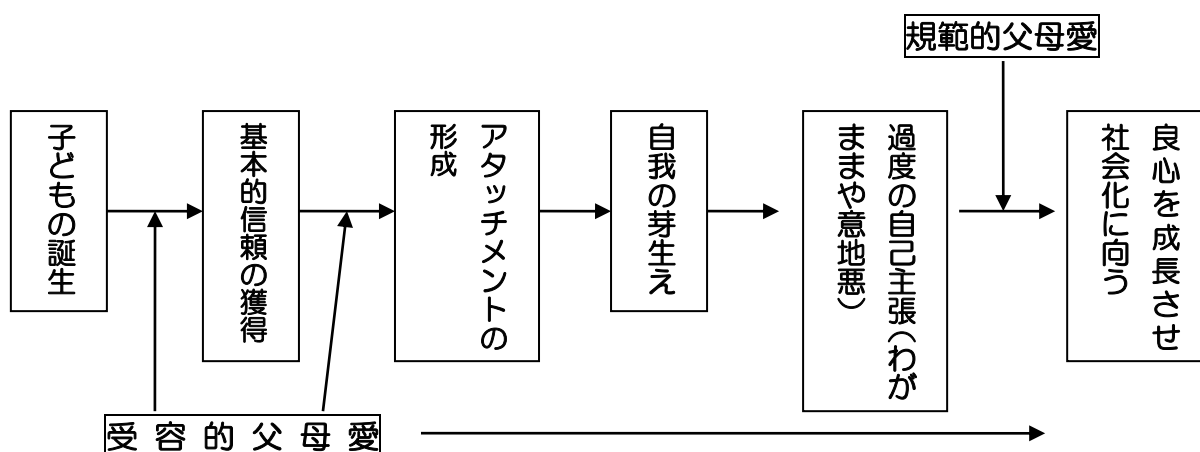 規範的父母愛
子どもの誕生
基本的信頼の獲得
アタッチメントの
形成
自我の芽生え
過度の自己主張(わが
ままや意地悪)
良心を成長させ
社会化に向う
受容的父母愛